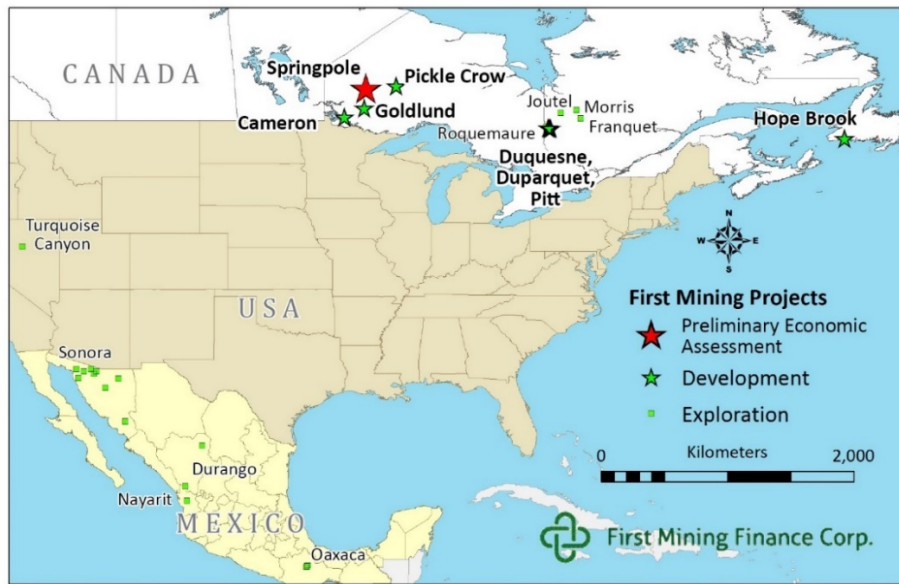 CANADA
Springpole
Pickle Crow
Goldlund
Cameron
Joutel
Morris
Roquemaure
Franquet
Hope Brook
Duquesne,
Duparquet,
Pitt
Turquoise
Canyon
N
W E
S
USA
First Mining Projects
Preliminary Economic
Assessment
Development
Exploration
Kilometers
0 2,000
Sonora
Durango
Nayarit
MEXICO
Oaxaca
First Mining Finance Corp.